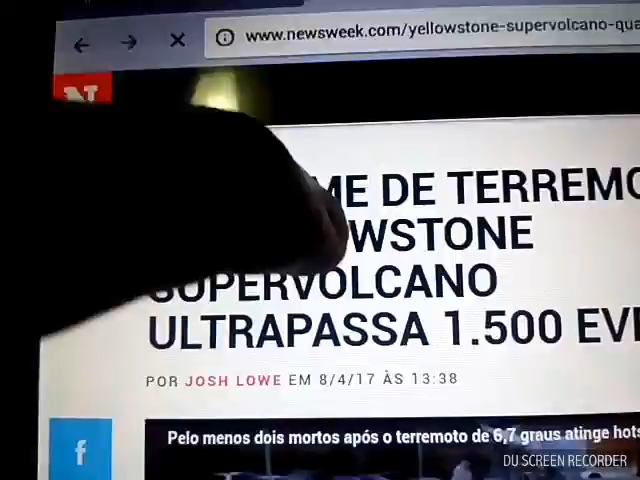 www.newsweek.com/yellowstone-supervolcano-qua
N
ME DE TERREMO
WSTONE
SUPERVOLCANO
ULTRAPASSA 1.500 EV
POR JOSH LOWE EM 8/4/17 ÀS 13:38
f
Pelo menos dois mortos após o terremoto de 6,7 graus atinge hots
DU SCREEN RECORDER